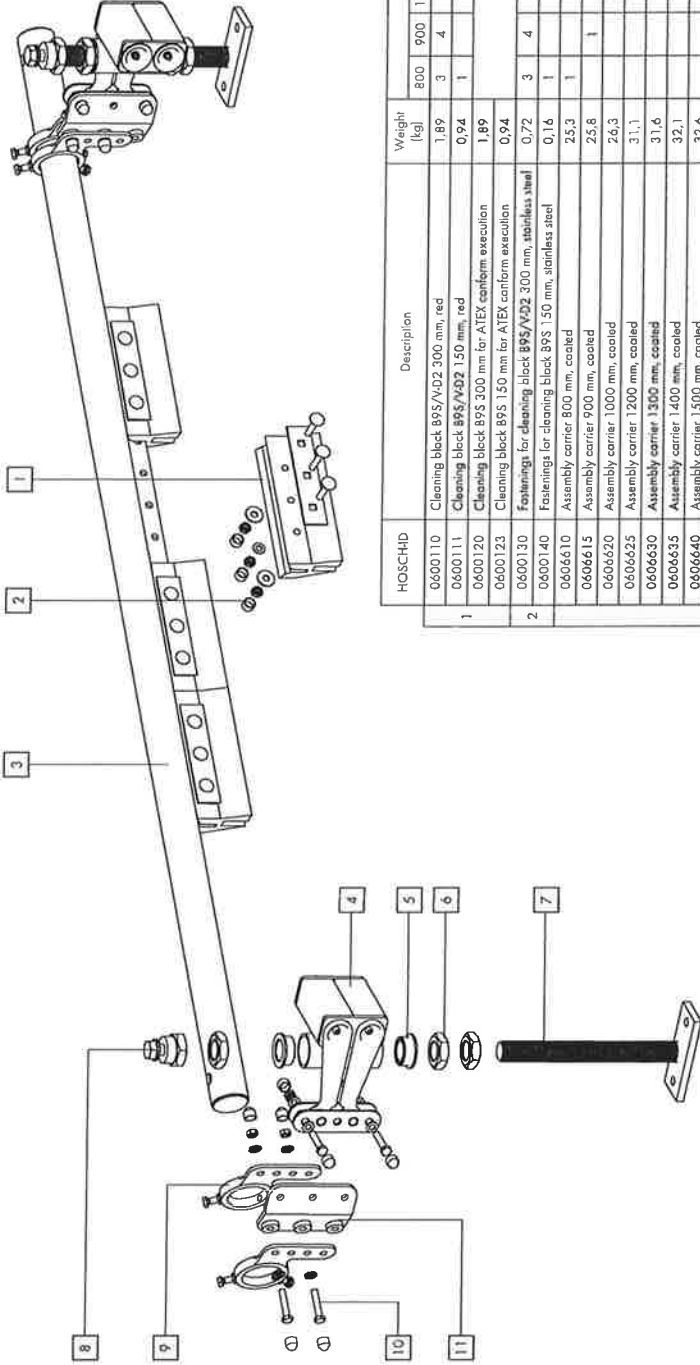 1
2
3
4
5
6
7
8
9
10
11
HOSCH-ID Description Weight (kg) 800 900 1
1 0600110 Cleaning block B9S/V-D2 300 mm, red 1,89 3 4
0600111 Cleaning block B9S/V-D2 150 mm, red 0,94 1
0600120 Cleaning block B9S 300 mm for ATEX conform execution 1,89
0600123 Cleaning block B9S 150 mm for ATEX conform execution 0,94
2 0600130 Fastenings for cleaning block B9S/V-D2 300 mm, stainless steel 0,72 3 4
0600140 Fastenings for cleaning block B9S 150 mm, stainless steel 0,16 1
0606610 Assembly carrier 800 mm, coated 25,3 1
0606615 Assembly carrier 900 mm, coated 25,8 1
0606620 Assembly carrier 1000 mm, coated 26,3
0606625 Assembly carrier 1200 mm, coated 31,1
0606630 Assembly carrier 1300 mm, coated 31,6
0606635 Assembly carrier 1400 mm, coated 32,1
0606640 Assembly carrier 1500 mm, coated 32,6